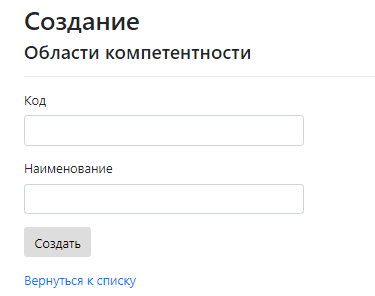 Создание
Области компетентности
Код
Наименование
Создать
Вернуться к списку